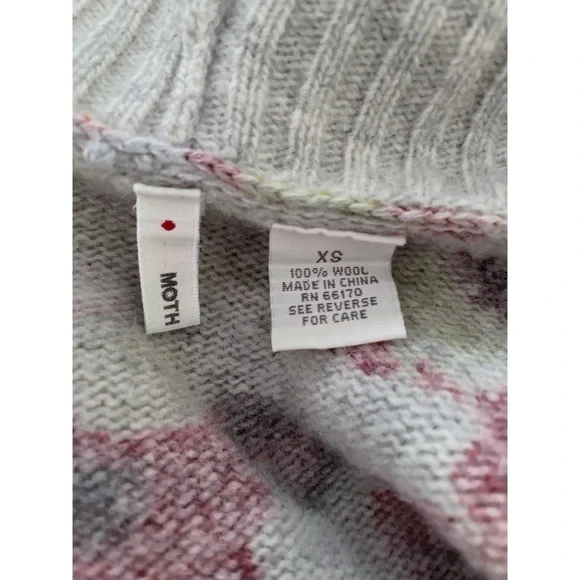 MOTH
XS
100% WOOL
MADE IN CHINA
RN 66170
SEE REVERSE
FOR CARE